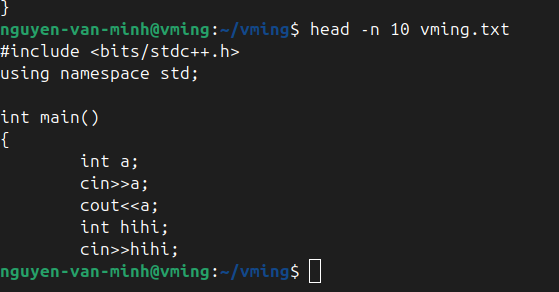 }
nguyen-van-minh@vming:~/vming$ head -n 10 vming.txt
#include <bits/stdc++.h>
using namespace std;

int main()
{
        int a;
        cin>>a;
        cout<<a;
        int hihi;
        cin>>hihi;
nguyen-van-minh@vming:~/vming$